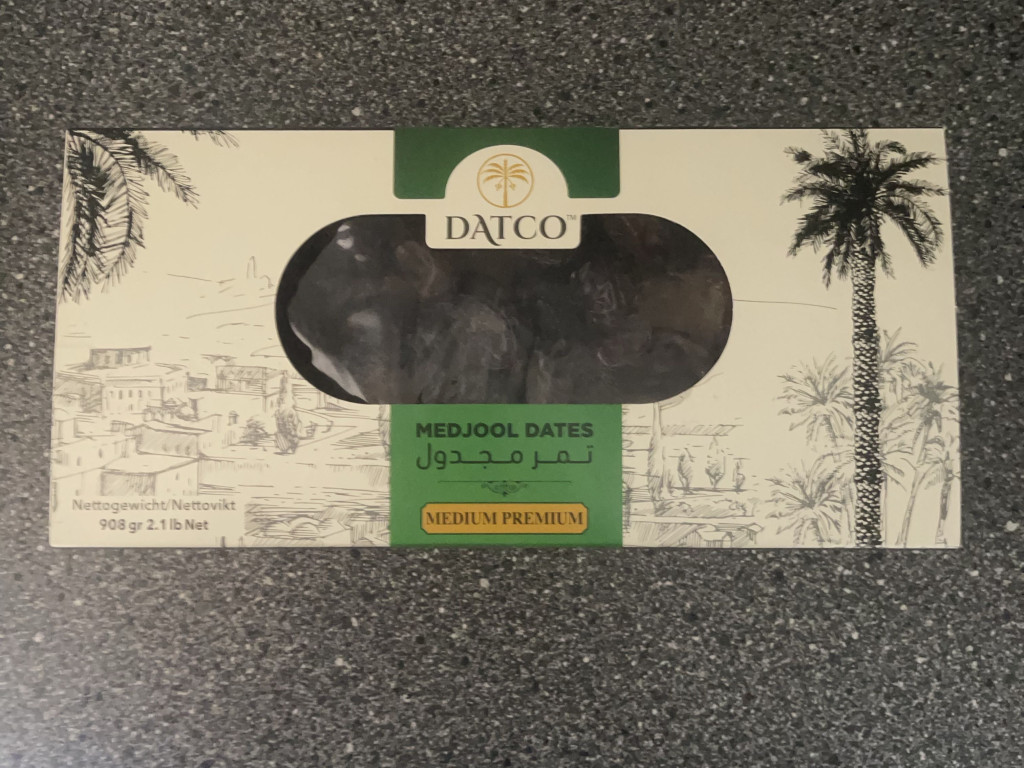 DATCO™
MEDJOOL DATES
تمر مجدول
MEDIUM PREMIUM
Nettogewicht/Nettovikt
908 gr 2.1 lb Net